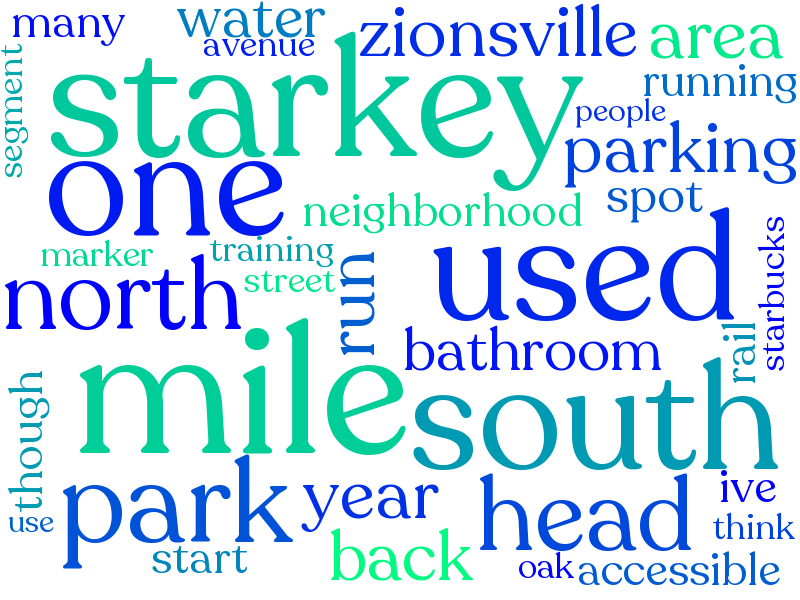 many
water
avenue
zionsville
area
segment
starkey
running
people
parking
one
spot
neighborhood
marker
training
street
north
run
used
starbucks
bathroom
rail
mile
south
though
park
year
head
ive
use
start
back
think
oak
accessible